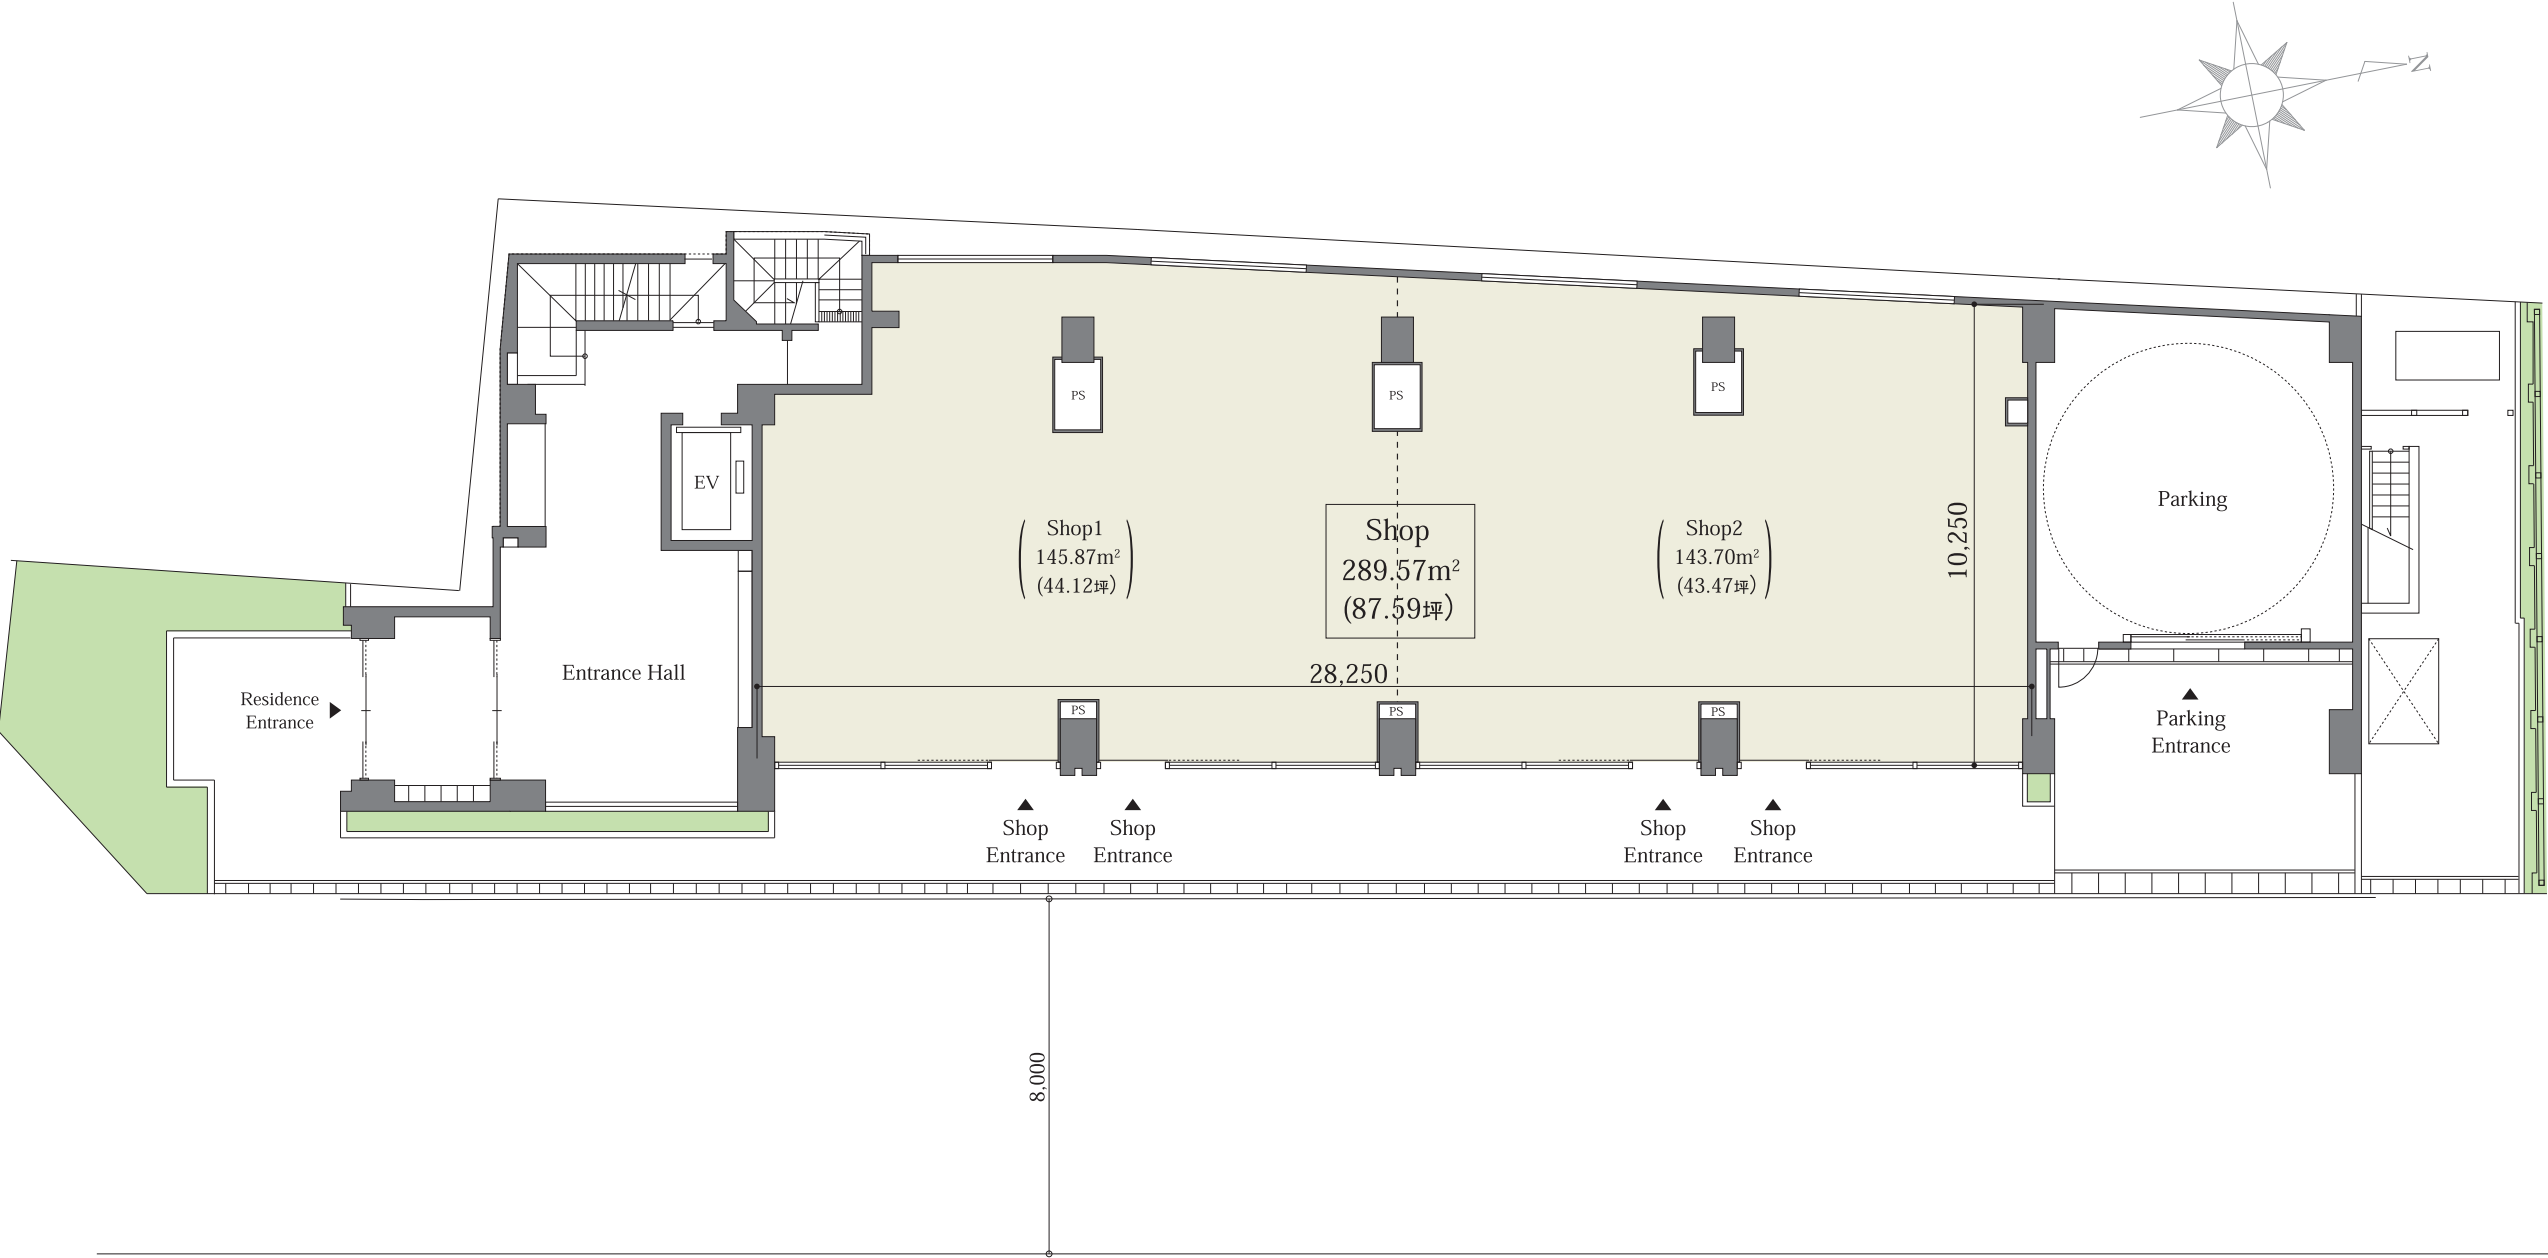 N
PS
PS
PS
EV
Parking
Shop1
145.87m²
(44.12坪)
Shop
289.57m²
(87.59坪)
Shop2
143.70m²
(43.47坪)
10,250
28,250
Entrance Hall
Residence
Entrance
PS
PS
PS
Parking
Entrance
Shop
Entrance
Shop
Entrance
Shop
Entrance
Shop
Entrance
8,000